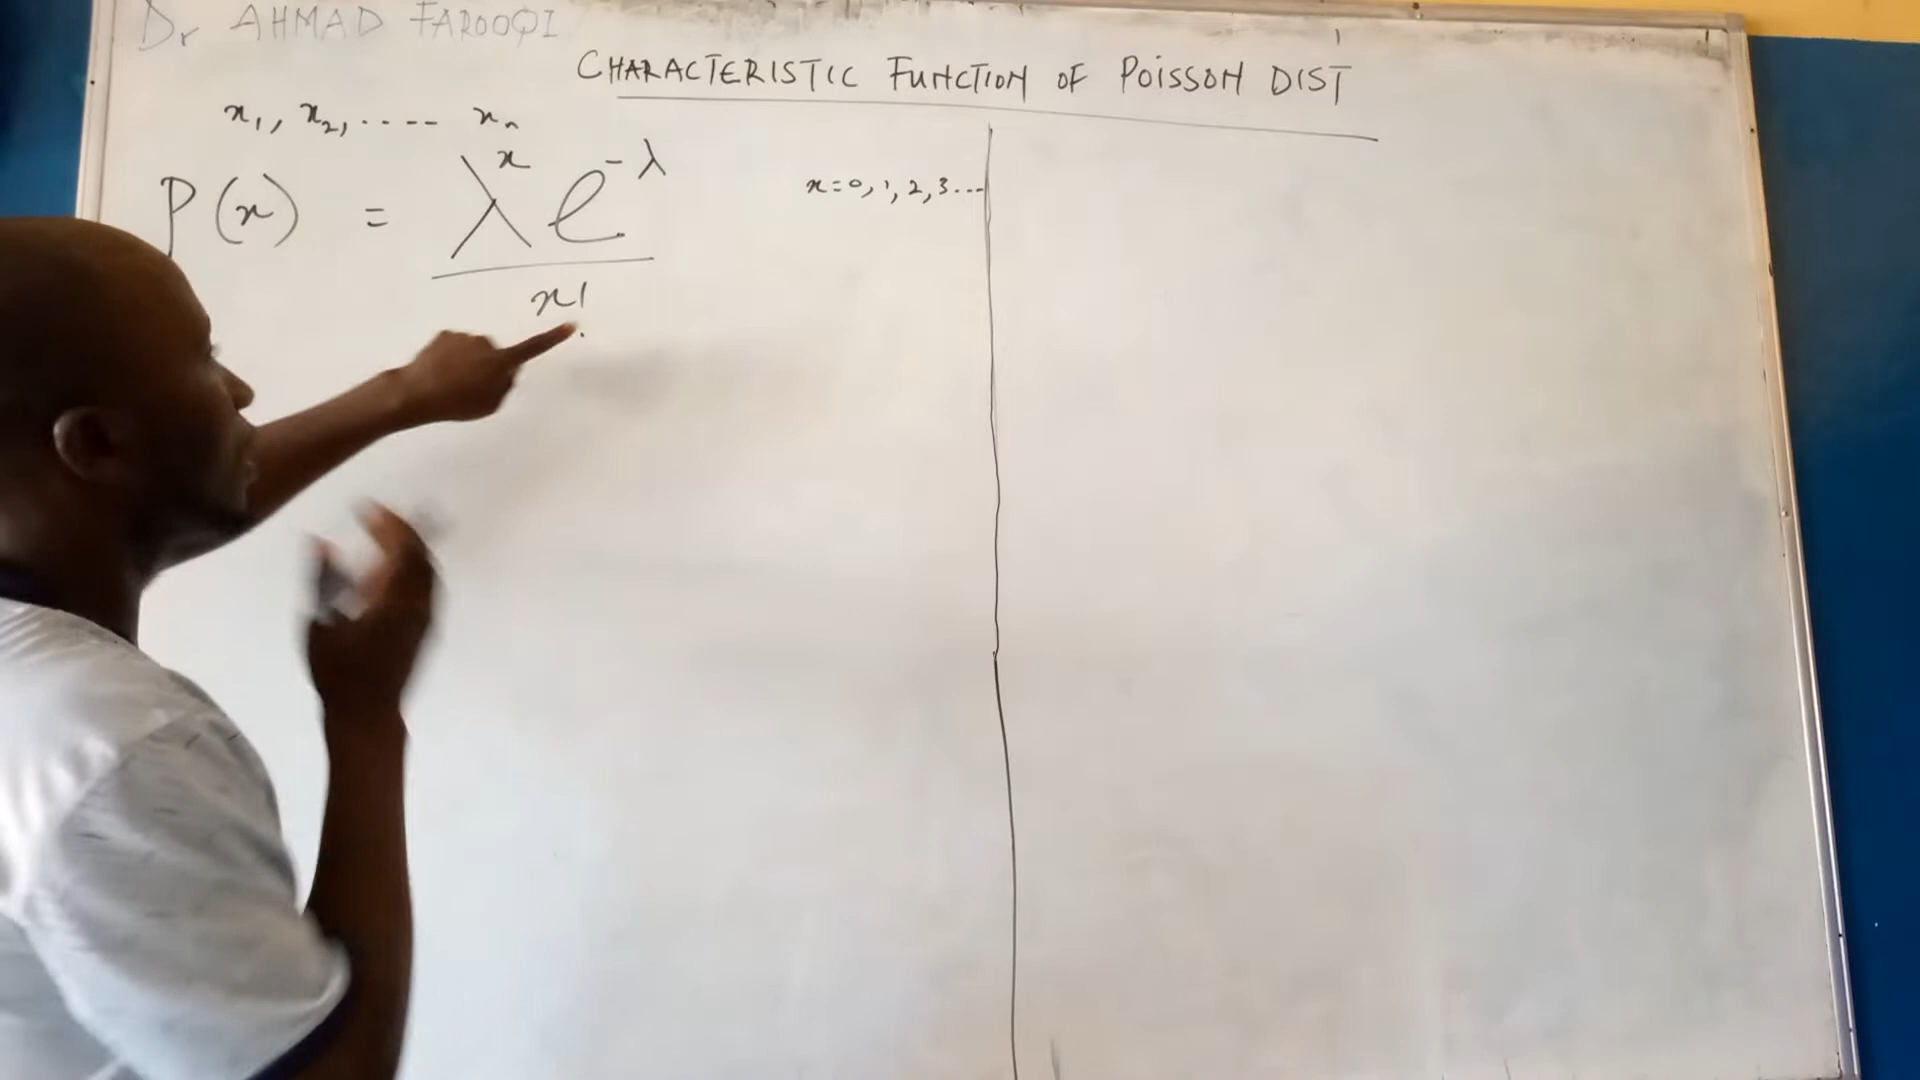 Dr AHMAD FAROOQI
CHARACTERISTIC FUNCTION OF POISSON DIST
x₁, x₂, .... xₙ
P(x) = λˣ e^-λ / x!
x = 0, 1, 2, 3...